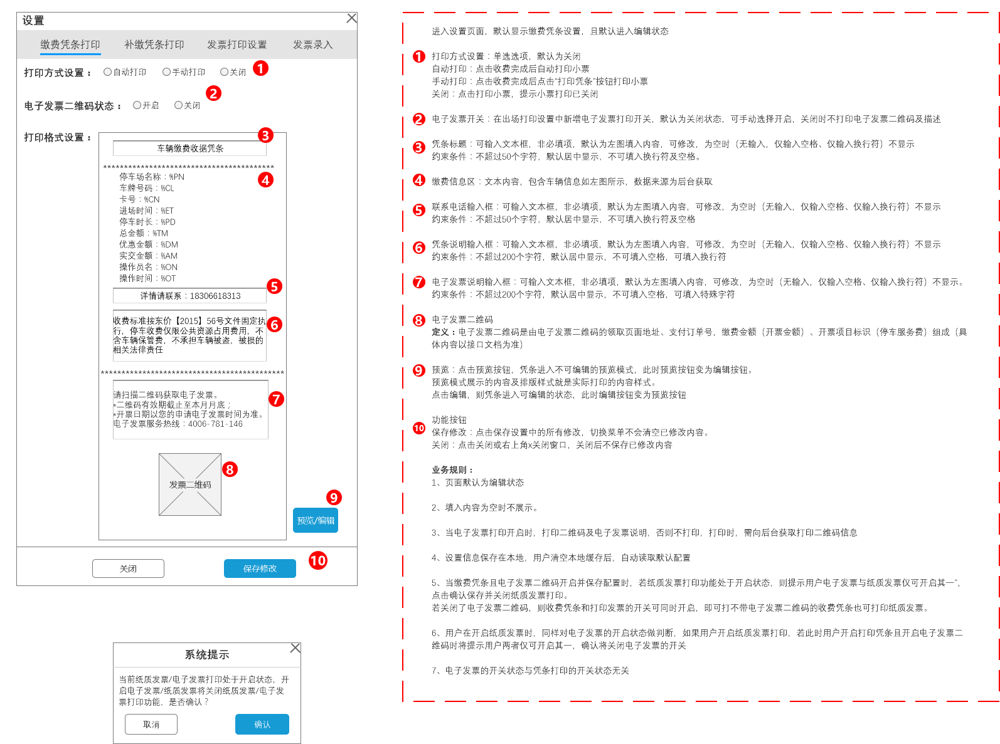 设置
缴费凭条打印 补缴凭条打印 发票打印设置 发票录入
打印方式设置： 自动打印 手动打印 关闭 1
电子发票二维码状态： 开启 关闭 2
打印格式设置： 3
车辆缴费收据凭条
*****************************************
停车场名称：%PN 4
车牌号码：%CL
卡号：%CN
进场时间：%ET
停车时长：%PD
总金额：%TM
优惠金额：%DM
实交金额：%AM
操作员名：%ON
操作时间：%OT
详情请联系：18306618313 5
收费标准按东价【2015】56号文件固定执
行，停车收费仅限公共资源占用费用，不 6
含车辆保管费，不承担车辆被盗，被损的
相关法律责任
********************************************
请扫描二维码获取电子发票。 7
*二维码有效期截止至本月月底；
*开票日期以您的申请电子发票时间为准。
电子发票服务热线：4006-781-146
发票二维码 8
9
预览/编辑
关闭 保存修改 10
系统提示
当前纸质发票/电子发票打印处于开启状态，开
启电子发票/纸质发票将关闭纸质发票/电子发
票打印功能，是否确认？
取消 确认
进入设置页面，默认显示缴费凭条设置，且默认进入编辑状态
1 打印方式设置：单选选项，默认为关闭
自动打印：点击收费完成后自动打印小票
手动打印：点击收费完成后点击“打印凭条”按钮打印小票
关闭：点击打印小票，提示小票打印已关闭
2 电子发票开关：在出场打印设置中新增电子发票打印开关，默认为关闭状态，可手动选择开启，关闭时不打印电子发票二维码及描述
3 凭条标题：可输入文本框，非必填项，默认为左图填入内容，可修改，为空时（无输入，仅输入空格、仅输入换行符）不显示
约束条件：不超过50个字符，默认居中显示，不可填入换行符及空格。
4 缴费信息区：文本内容，包含车辆信息如左图所示，数据来源为后台获取
5 联系电话输入框：可输入文本框，非必填项，默认为左图填入内容，可修改，为空时（无输入，仅输入空格、仅输入换行符）不显示
约束条件：不超过50个字符，默认居中显示，不可填入换行符及空格
6 凭条说明输入框：可输入文本框，非必填项，默认为左图填入内容，可修改，为空时（无输入，仅输入空格、仅输入换行符）不显示
约束条件：不超过200个字符，默认居中显示，不可填入空格，可填入换行符
7 电子发票说明输入框：可输入文本框，非必填项，默认为左图填入内容，可修改，为空时（无输入，仅输入空格、仅输入换行符）不显示。
约束条件：不超过200个字符，默认居中显示，不可填入空格，可填入特殊字符
8 电子发票二维码
定义：电子发票二维码是由电子发票二维码的领取页面地址、支付订单号，缴费金额（开票金额）、开票项目标识（停车服务费）组成（具
体内容以接口文档为准）
9 预览：点击预览按钮，凭条进入不可编辑的预览模式，此时预览按钮变为编辑按钮。
预览模式展示的内容及排版样式就是实际打印的内容样式。
点击编辑，则凭条进入可编辑的状态，此时编辑按钮变为预览按钮
功能按钮
10 保存修改：点击保存设置中的所有修改，切换菜单不会清空已修改内容。
关闭：点击关闭或右上角x关闭窗口，关闭后不保存已修改内容
业务规则：
1、页面默认为编辑状态
2、填入内容为空时不展示。
3、当电子发票打印开启时，打印二维码及电子发票说明，否则不打印，打印时，需向后台获取打印二维码信息
4、设置信息保存在本地，用户清空本地缓存后，自动读取默认配置
5、当缴费凭条且电子发票二维码开启并保存配置时，若纸质发票打印功能处于开启状态，则提示用户电子发票与纸质发票仅可开启其一”，
点击确认保存并关闭纸质发票打印。
若关闭了电子发票二维码，则收费凭条和打印发票的开关可同时开启，即可打不带电子发票二维码的收费凭条也可打印纸质发票。
6、用户在开启纸质发票时，同样对电子发票的开启状态做判断，如果用户开启纸质发票打印，若此时用户开启打印凭条且开启电子发票二
维码时将提示用户两者仅可开启其一，确认将关闭电子发票的开关
7、电子发票的开关状态与凭条打印的开关状态无关